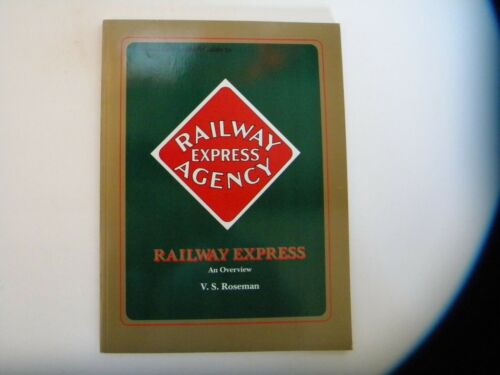 RAILWAY
EXPRESS
AGENCY
RAILWAY EXPRESS
An Overview
V. S. Roseman